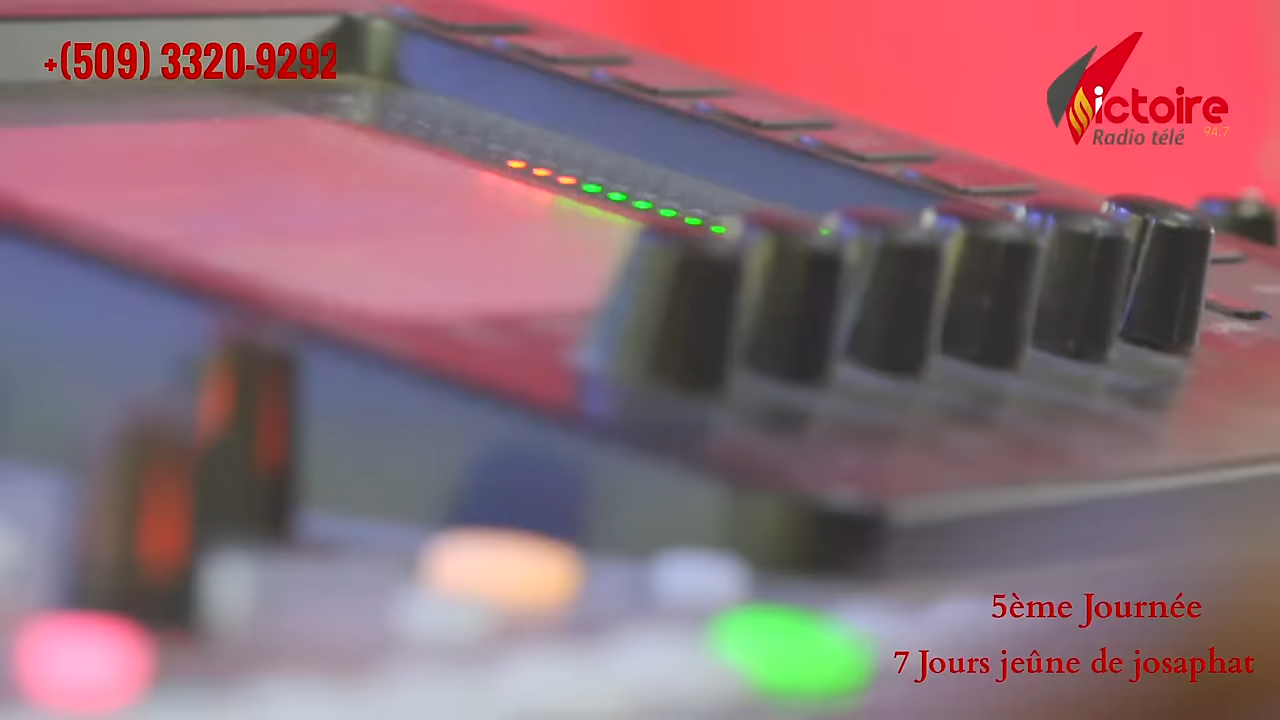 +(509) 3320-9292
Victoire
94.7
Radio télé
5ème Journée
7 Jours jeûne de josaphat